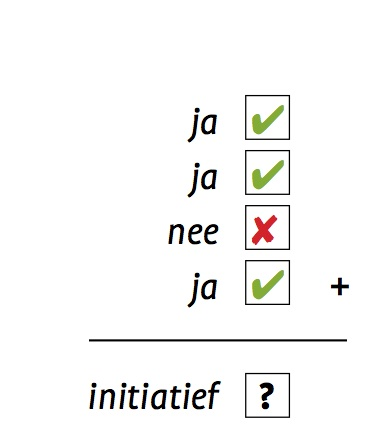 ja ✔
ja ✔
nee ✘
ja ✔ +
initiatief ?